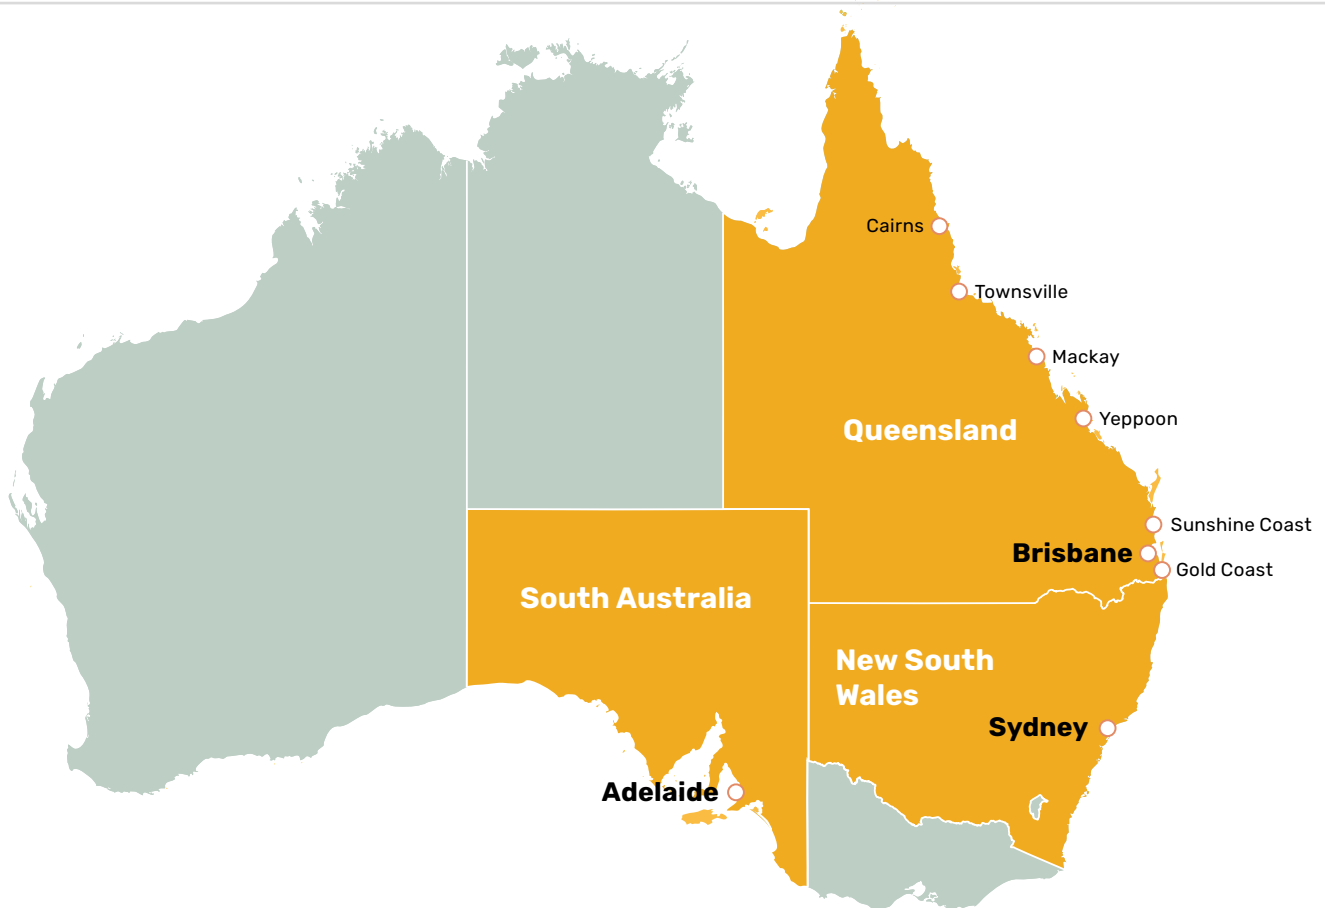 Cairns
Townsville
Mackay
Yeppoon
Queensland
Sunshine Coast
Brisbane
Gold Coast
South Australia
New South
Wales
Sydney
Adelaide